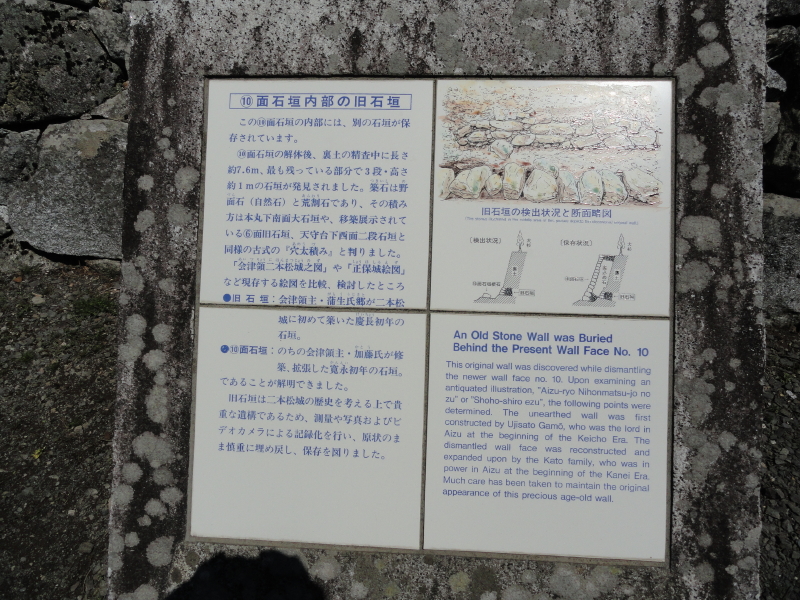 ⑩面石垣内部の旧石垣
この⑩面石垣の内部には、別の石垣が保
存されています。
⑩面石垣の解体後、裏土の精査中に長さ
約7.6m、最も残っている部分で3段・高さ
約1mの石垣が発見されました。築石は野
面石(自然石)と荒割石であり、その積み
方は本丸下南面大石垣や、移築展示されて
いる⑥面旧石垣、天守台下西面二段石垣と
同様の古式の『穴太積み』と判りました。
「会津領二本松城之図」や「正保城絵図」
など現存する絵図を比較、検討したところ
●旧石垣:会津領主・蒲生氏郷が二本松
城に初めて築いた慶長初年の
石垣。
●⑩面石垣:のちの会津領主・加藤氏が修
築、拡張した寛永初年の石垣。
であることが解明できました。
旧石垣は二本松城の歴史を考える上で貴
重な遺構であるため、測量や写真およびビ
デオカメラによる記録化を行い、原状のま
ま慎重に埋め戻し、保存を図りました。
旧石垣の検出状況と断面略図
〔検出状況〕
〔保存状況〕
An Old Stone Wall was Buried
Behind the Present Wall Face No. 10
This original wall was discovered while dismantling
the newer wall face no. 10. Upon examining an
antiquated illustration, "Aizu-ryo Nihonmatsu-jo no
zu" or "Shoho-shiro ezu", the following points were
determined. The unearthed wall was first
constructed by Ujisato Gamō, who was the lord in
Aizu at the beginning of the Keicho Era. The
dismantled wall face was reconstructed and
expanded upon by the Kato family, who was in
power in Aizu at the beginning of the Kanei Era.
Much care has been taken to maintain the original
appearance of this precious age-old wall.